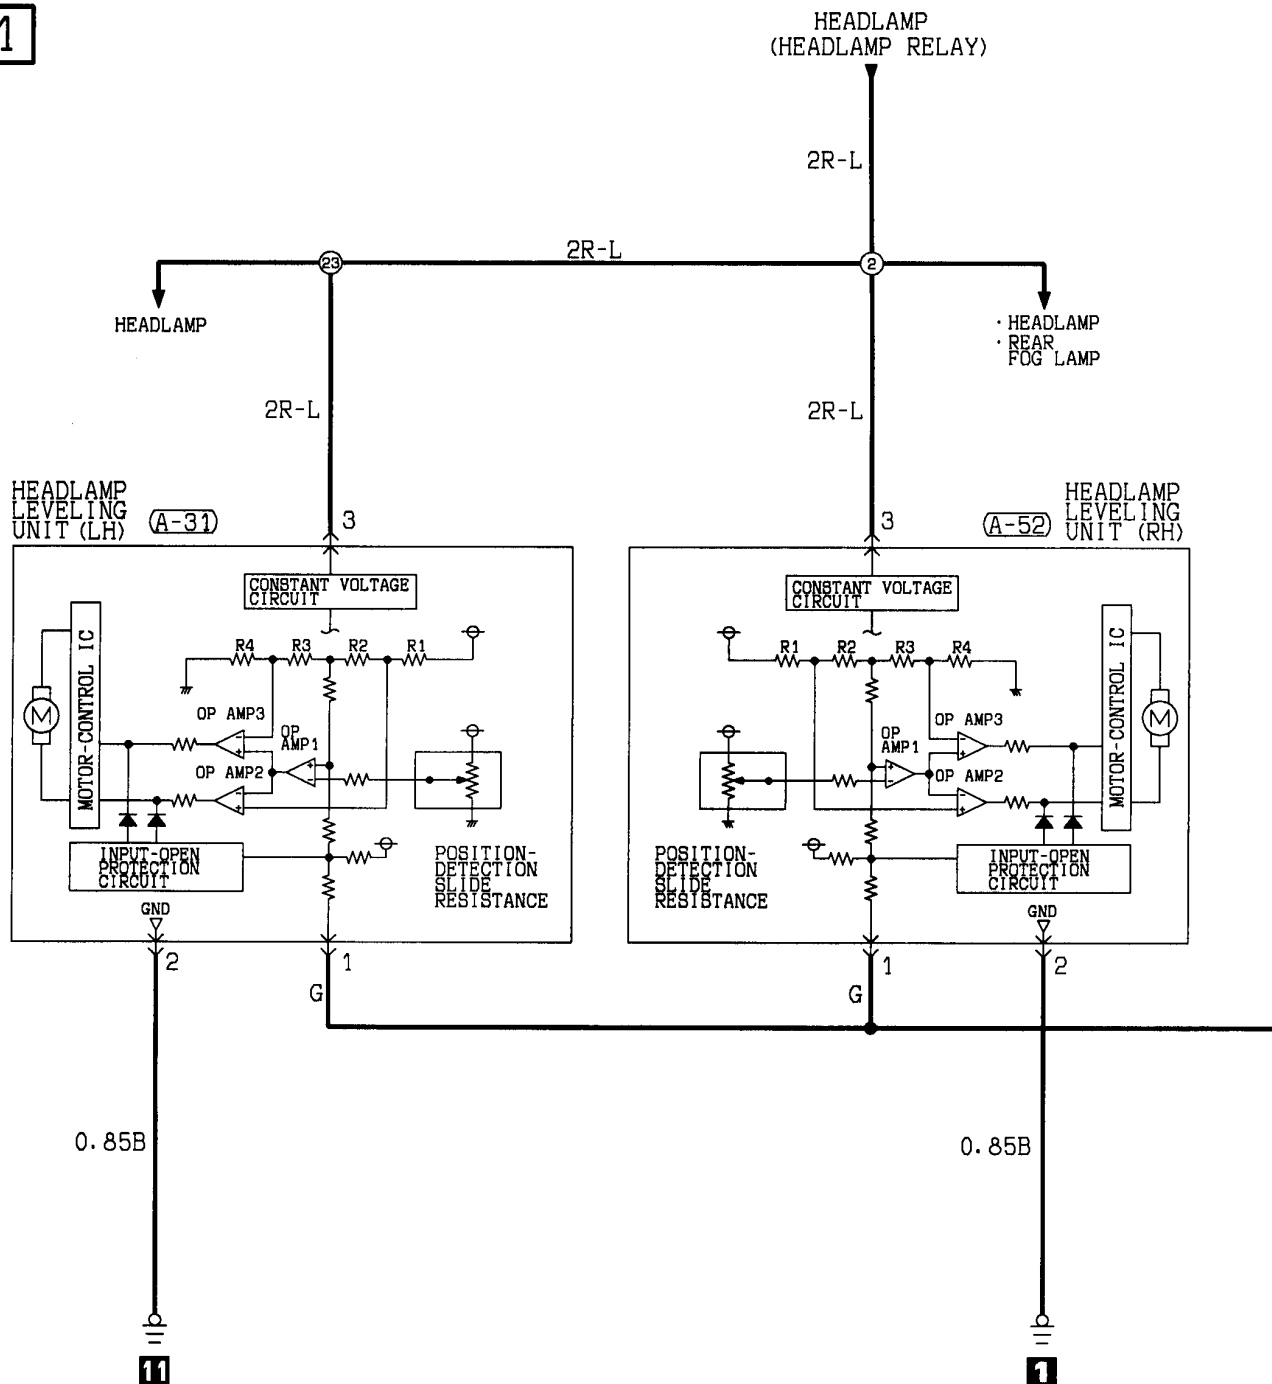 1
HEADLAMP
(HEADLAMP RELAY)
2R-L
23
2R-L
2
HEADLAMP
· HEADLAMP
· REAR
FOG LAMP
2R-L
2R-L
HEADLAMP
LEVELING
UNIT (LH)
A-31
3
CONSTANT VOLTAGE
CIRCUIT
R4
R3
R2
R1
MOTOR-CONTROL IC
M
OP AMP3
OP
AMP1
OP AMP2
INPUT-OPEN
PROTECTION
CIRCUIT
POSITION-
DETECTION
SLIDE
RESISTANCE
GND
2
1
G
HEADLAMP
LEVELING
UNIT (RH)
A-52
3
CONSTANT VOLTAGE
CIRCUIT
R1
R2
R3
R4
MOTOR-CONTROL IC
M
OP AMP3
OP
AMP1
OP AMP2
POSITION-
DETECTION
SLIDE
RESISTANCE
INPUT-OPEN
PROTECTION
CIRCUIT
GND
1
2
G
0.85B
0.85B
11
1